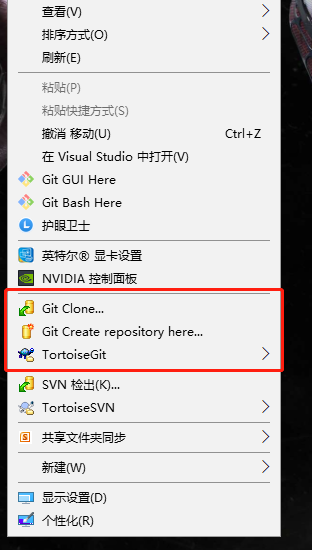 查看(V)
排序方式(O)
刷新(E)
粘贴(P)
粘贴快捷方式(S)
撤消 移动(U) Ctrl+Z
在 Visual Studio 中打开(V)
Git GUI Here
Git Bash Here
护眼卫士
英特尔® 显卡设置
NVIDIA 控制面板
Git Clone...
Git Create repository here...
TortoiseGit
SVN 检出(K)...
TortoiseSVN
共享文件夹同步
新建(W)
显示设置(D)
个性化(R)